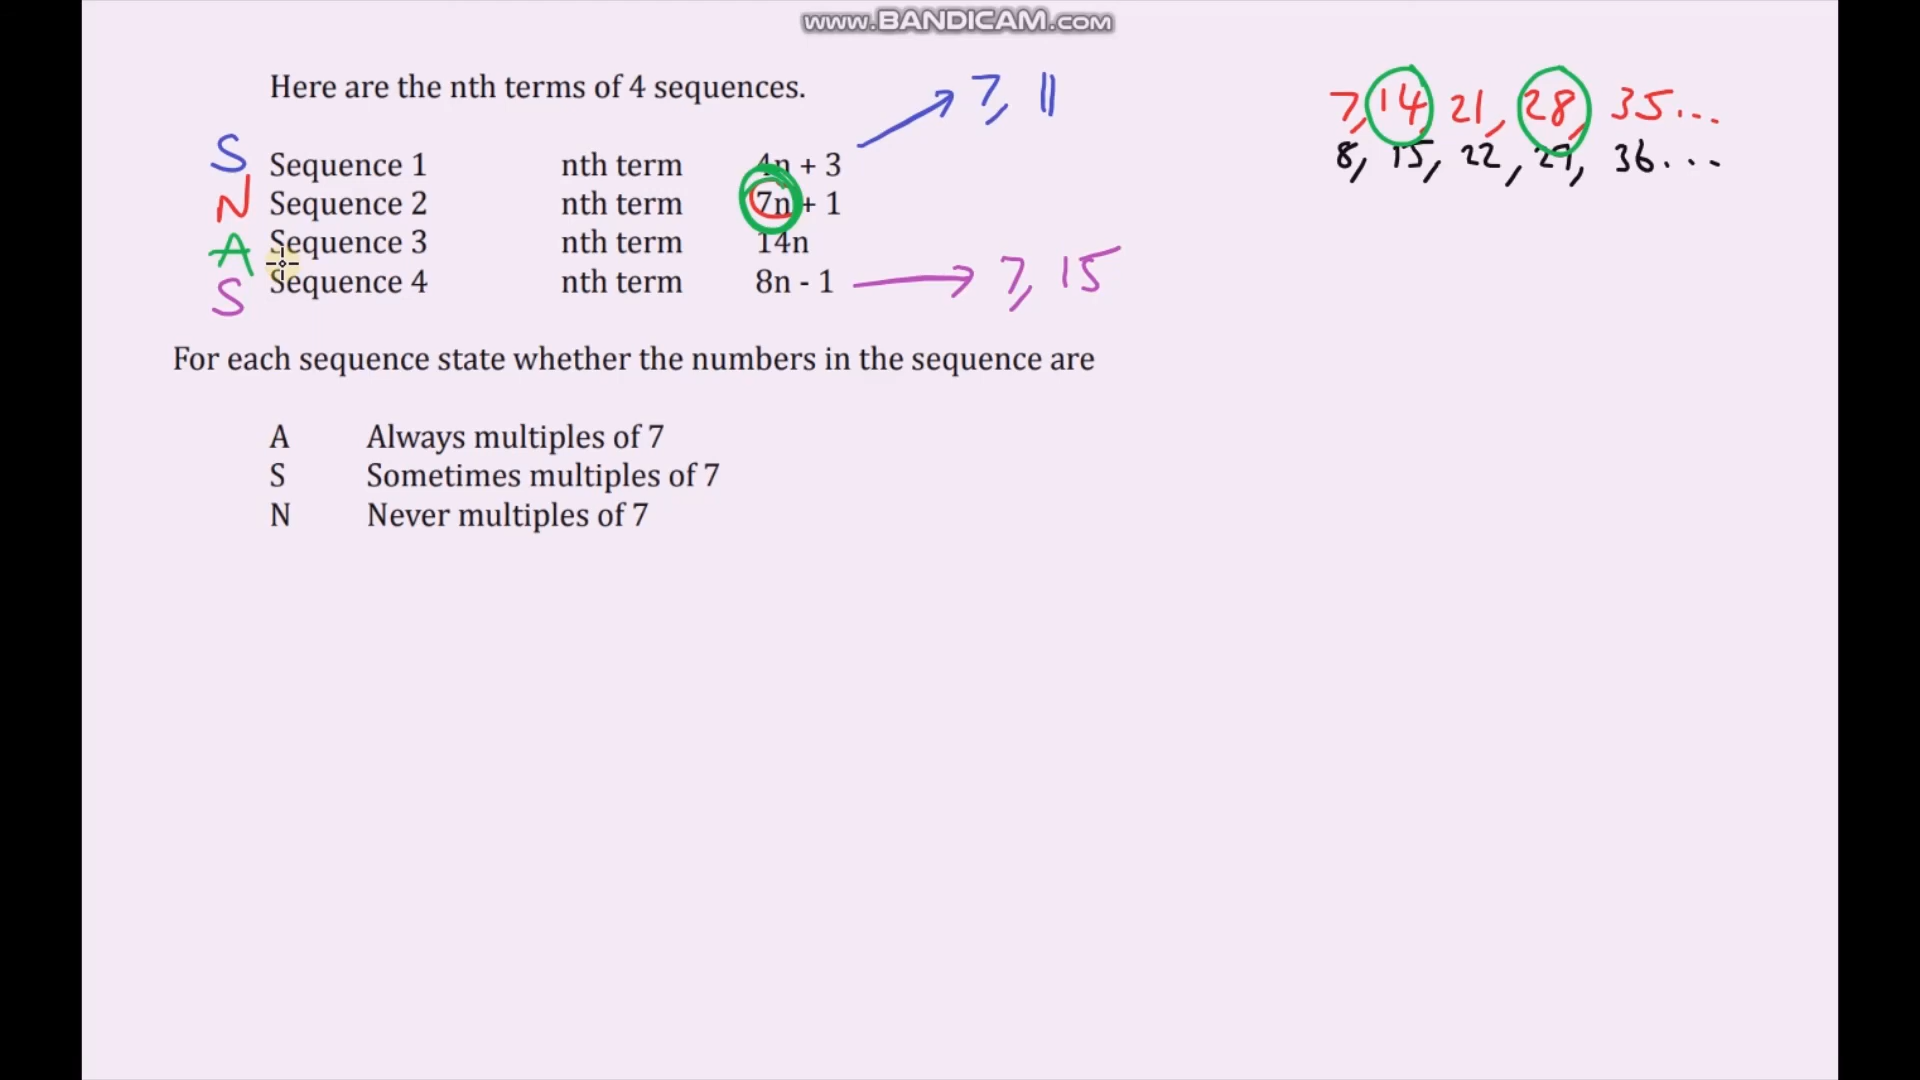 www.BANDICAM.com
Here are the nth terms of 4 sequences.
7, 11
7, 14, 21, 28, 35...
8, 15, 22, 29, 36...
S Sequence 1 nth term 4n + 3
N Sequence 2 nth term 7n + 1
A Sequence 3 nth term 14n
S Sequence 4 nth term 8n - 1
7, 15
For each sequence state whether the numbers in the sequence are
A Always multiples of 7
S Sometimes multiples of 7
N Never multiples of 7